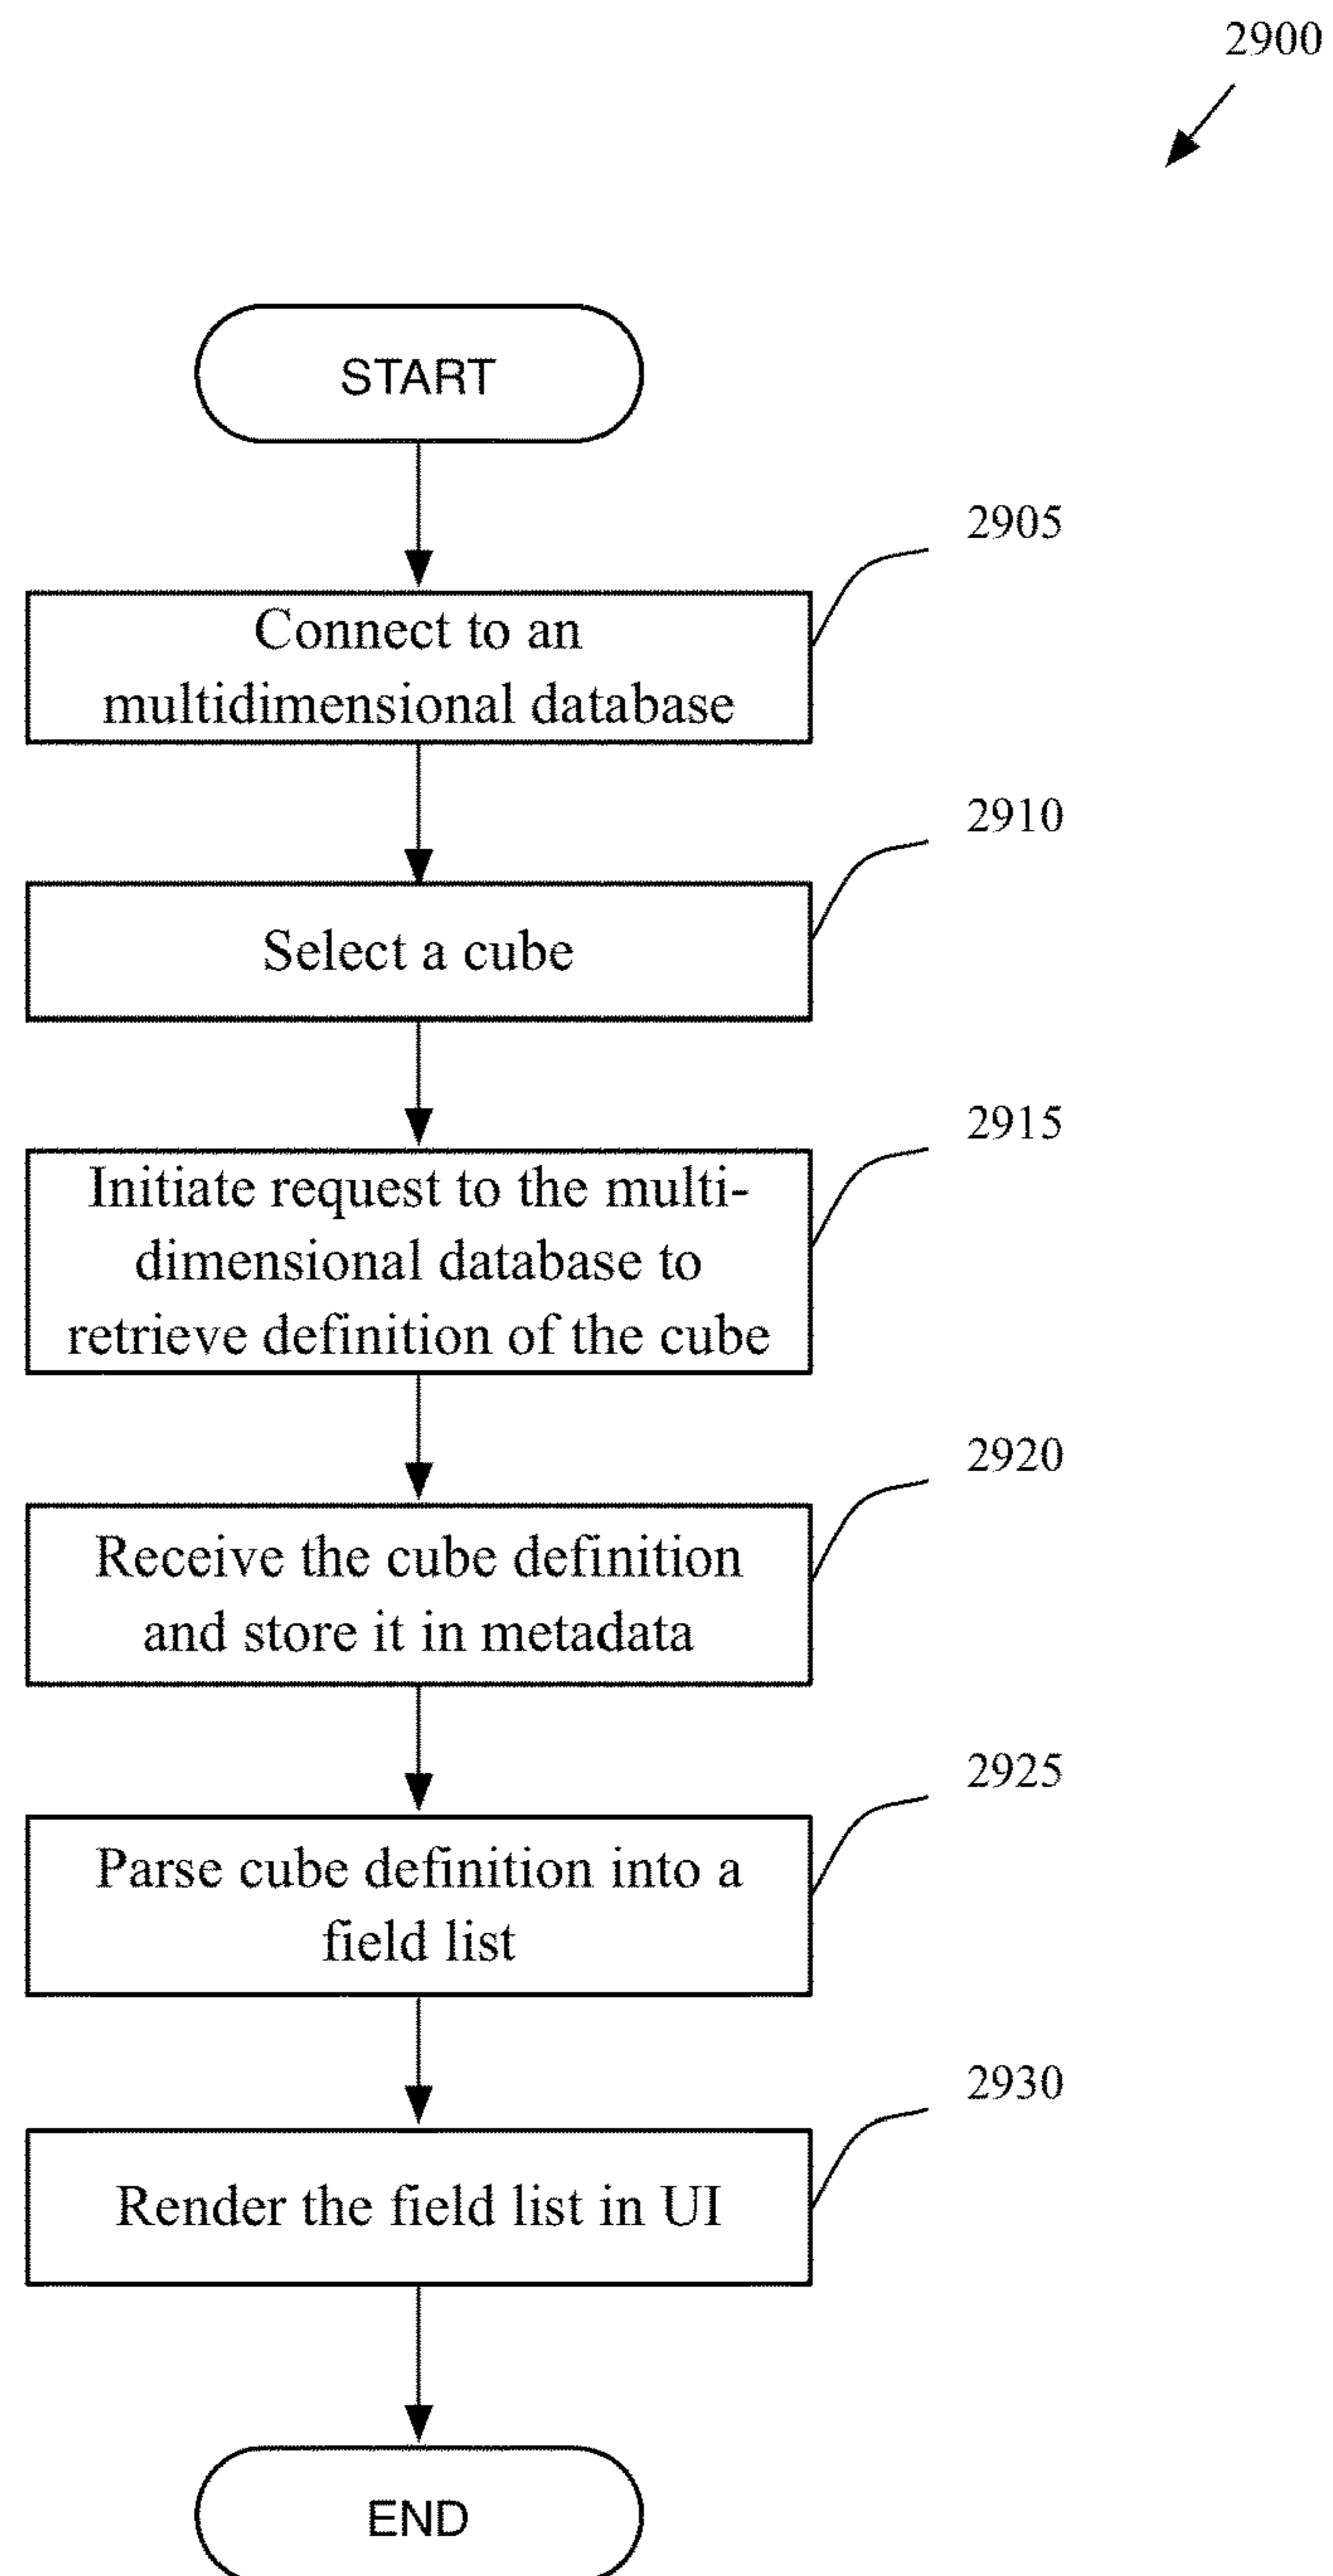 2900
START
2905
Connect to an
multidimensional database
2910
Select a cube
2915
Initiate request to the multi-
dimensional database to
retrieve definition of the cube
2920
Receive the cube definition
and store it in metadata
2925
Parse cube definition into a
field list
2930
Render the field list in UI
END